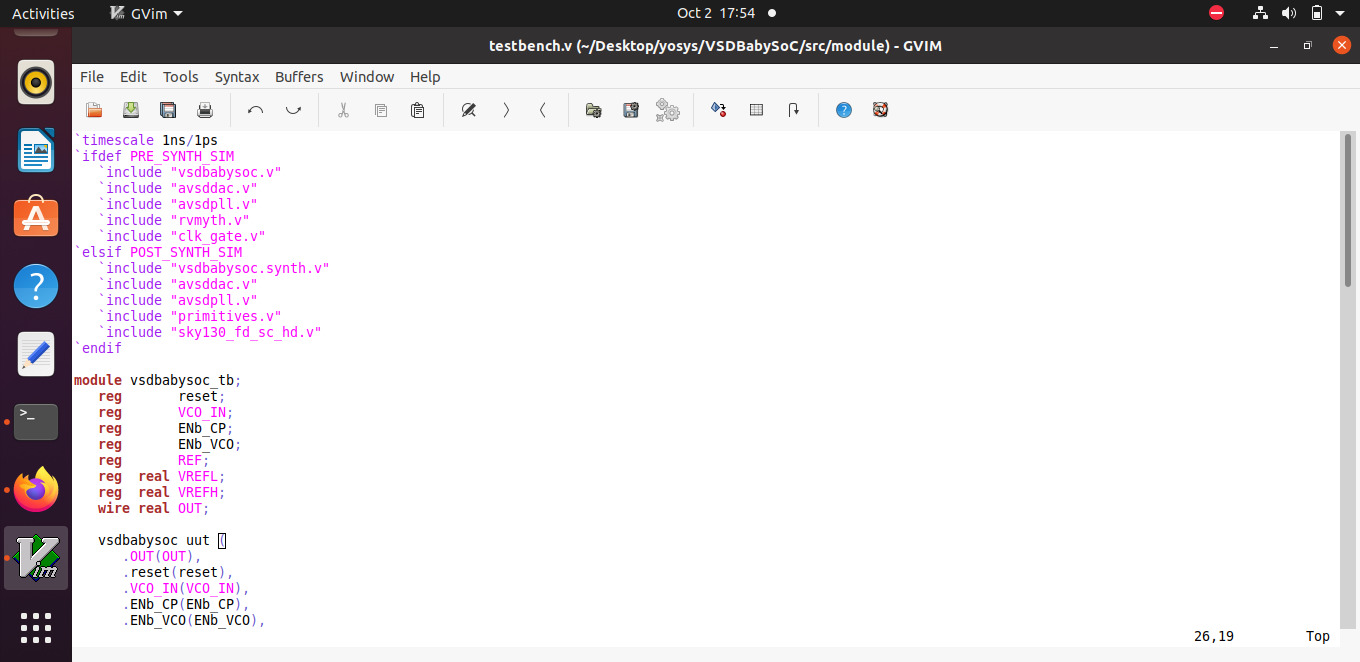 Activities GVim Oct 2 17:54
testbench.v (~/Desktop/yosys/VSDBabySoC/src/module) - GVIM
File Edit Tools Syntax Buffers Window Help
`timescale 1ns/1ps
`ifdef PRE_SYNTH_SIM
   `include "vsdbabysoc.v"
   `include "avsddac.v"
   `include "avsdpll.v"
   `include "rvmyth.v"
   `include "clk_gate.v"
`elsif POST_SYNTH_SIM
   `include "vsdbabysoc.synth.v"
   `include "avsddac.v"
   `include "avsdpll.v"
   `include "primitives.v"
   `include "sky130_fd_sc_hd.v"
`endif
module vsdbabysoc_tb;
   reg       reset;
   reg       VCO_IN;
   reg       ENb_CP;
   reg       ENb_VCO;
   reg       REF;
   reg  real VREFL;
   reg  real VREFH;
   wire real OUT;
   vsdbabysoc uut (
      .OUT(OUT),
      .reset(reset),
      .VCO_IN(VCO_IN),
      .ENb_CP(ENb_CP),
      .ENb_VCO(ENb_VCO),
26,19 Top
>_
Vim